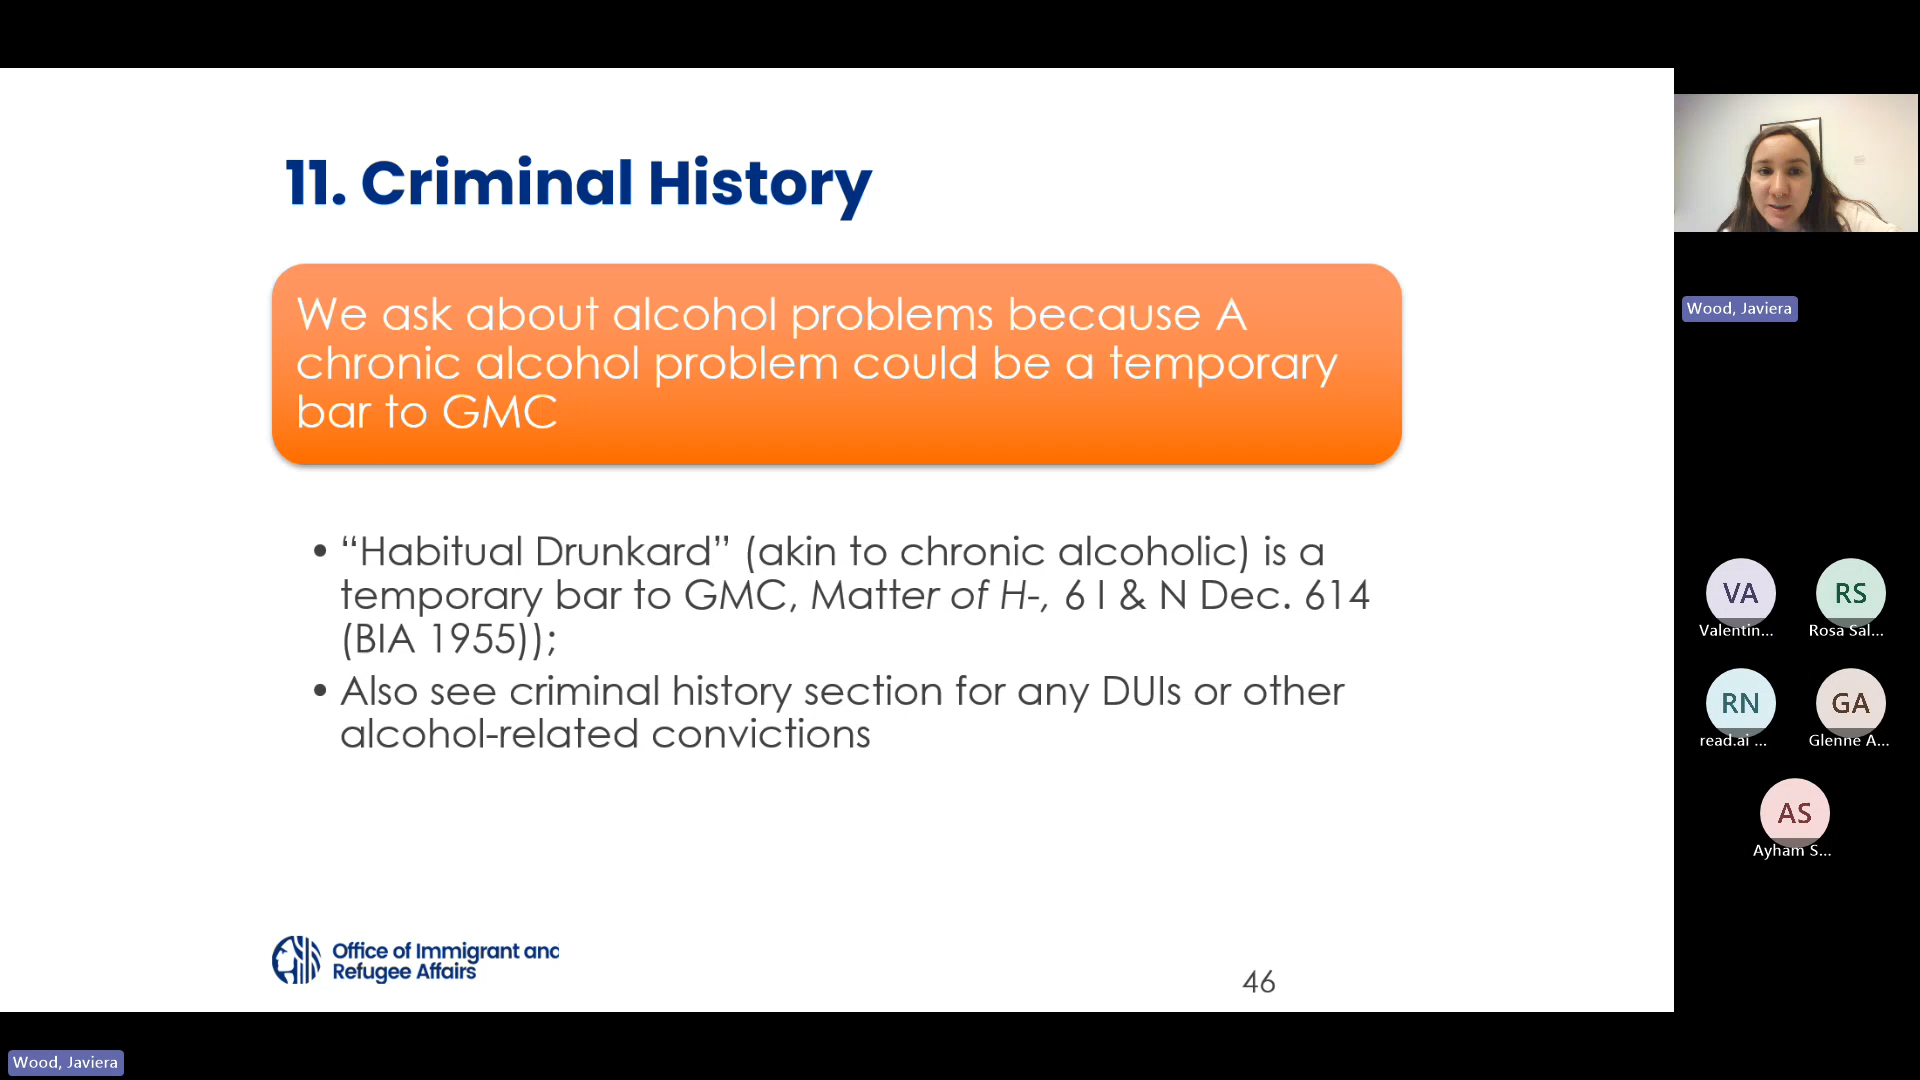 11. Criminal History
We ask about alcohol problems because A
chronic alcohol problem could be a temporary
bar to GMC
• “Habitual Drunkard” (akin to chronic alcoholic) is a
temporary bar to GMC, Matter of H-, 6 I & N Dec. 614
(BIA 1955));
• Also see criminal history section for any DUIs or other
alcohol-related convictions
Office of Immigrant and
Refugee Affairs
46
Wood, Javiera
VA
Valentin...
RS
Rosa Sal...
RN
read.ai ...
GA
Glenne A...
AS
Ayham S...
Wood, Javiera